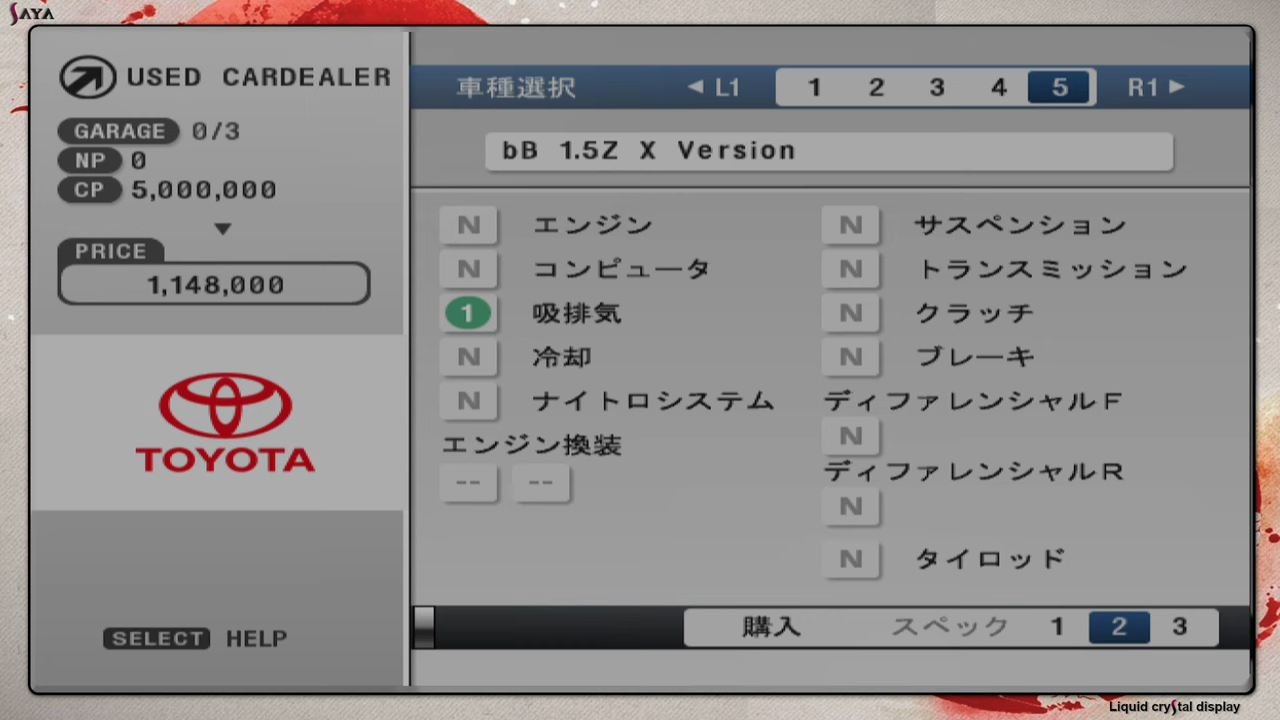 SAYA
USED CARDEALER
GARAGE 0/3
NP 0
CP 5,000,000
PRICE
1,148,000
TOYOTA
SELECT HELP
車種選択 ◀ L1 1 2 3 4 5 R1 ▶
bB 1.5Z X Version
N エンジン
N コンピュータ
1 吸排気
N 冷却
N ナイトロシステム
エンジン換装
-- --
N サスペンション
N トランスミッション
N クラッチ
N ブレーキ
ディファレンシャルF
N
ディファレンシャルR
N
N タイロッド
購入 スペック 1 2 3
Liquid crystal display